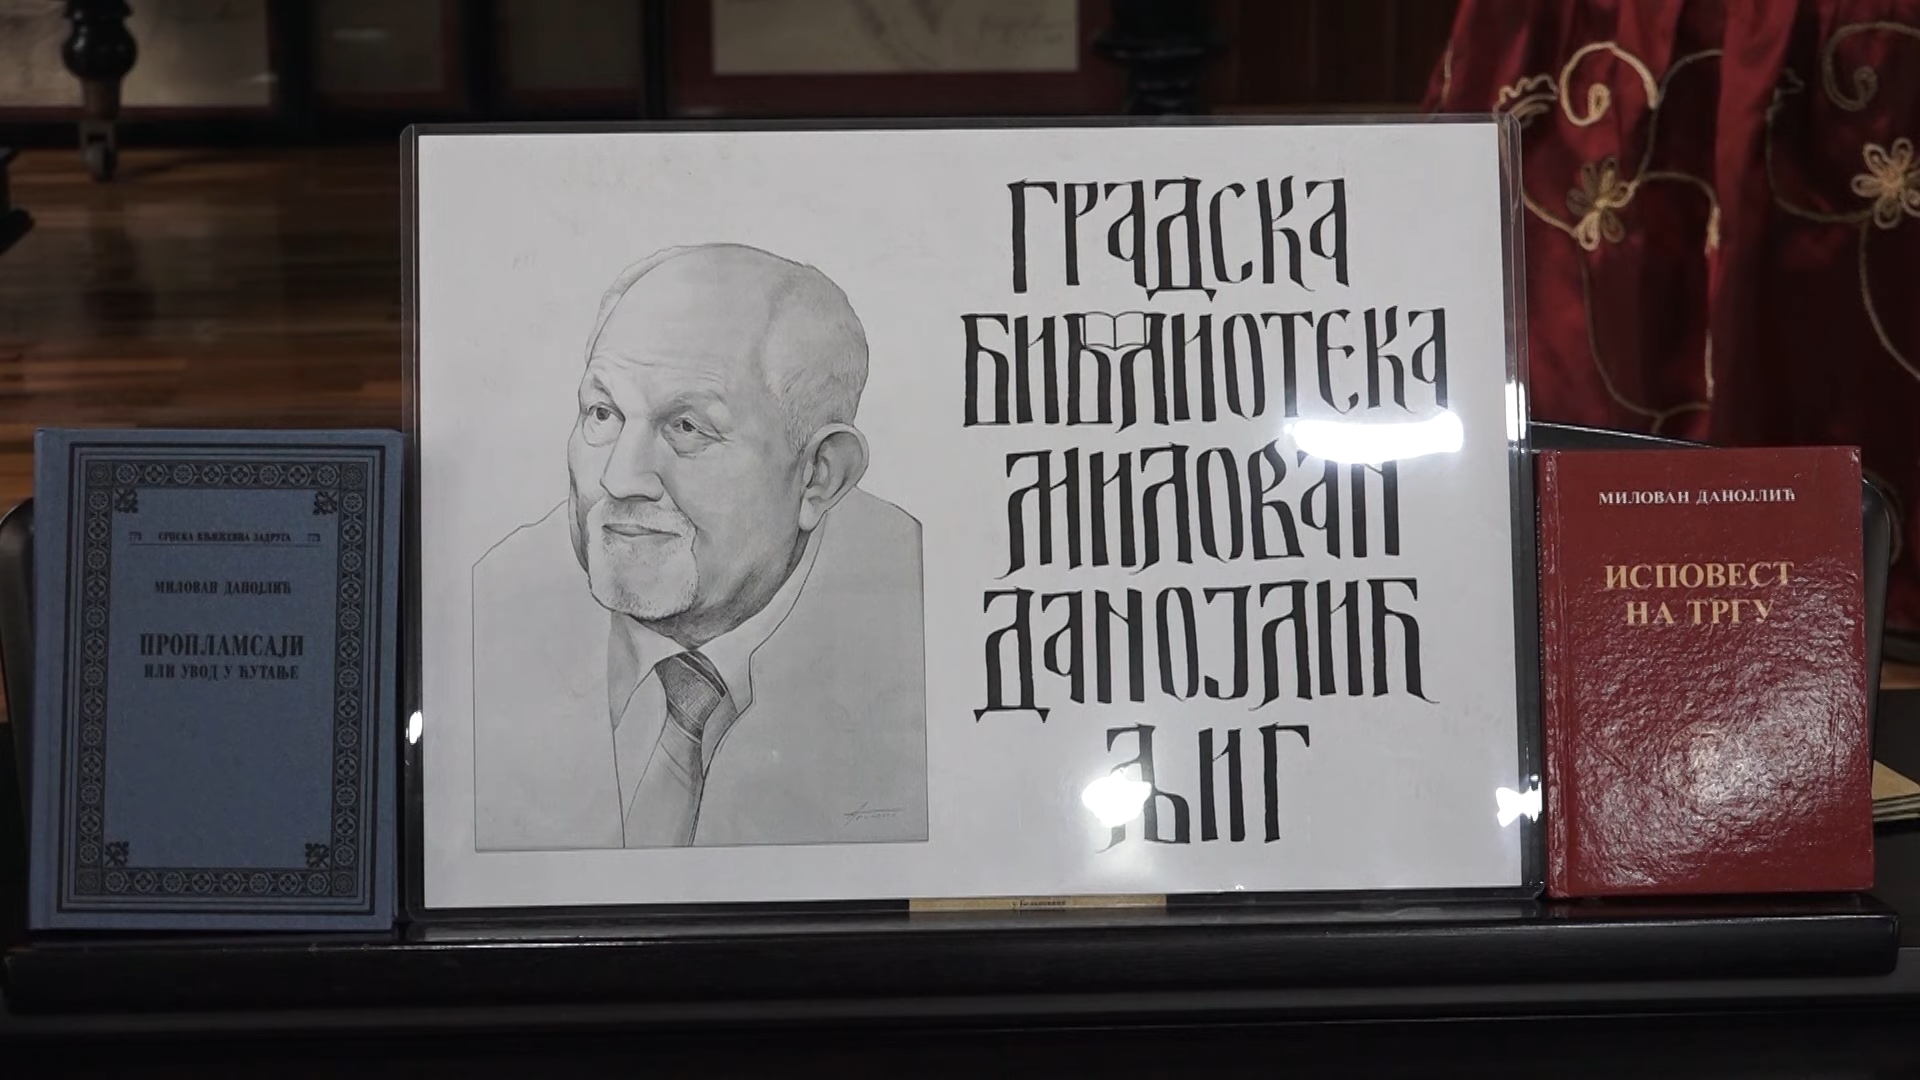 СРПСКА КЊИЖЕВНА ЗАДРУГА
МИЛОВАН ДАНОЈЛИЋ
ПРОПЛАМСАЈИ
ИЛИ УВОД У ЋУТАЊЕ
ГРАДСКА
БИБЛИОТЕКА
МИЛОВАН
ДАНОЈЛИЋ
ЉИГ
МИЛОВАН ДАНОЈЛИЋ
ИСПОВЕСТ
НА ТРГУ